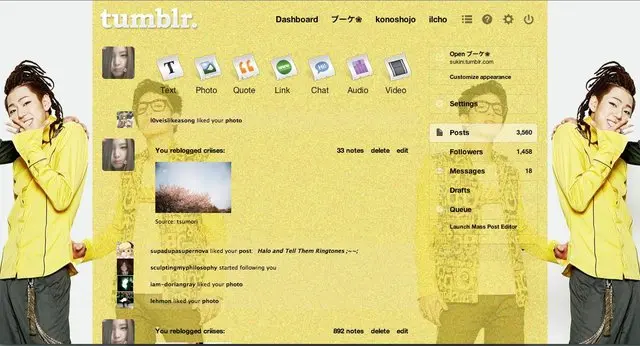 tumblr.
Dashboard ブーケ❀ konoshojo ilcho
Text Photo Quote Link Chat Audio Video
Open ブーケ❀
sukim.tumblr.com
Customize appearance
Settings
Posts 3,560
Followers 1,458
Messages 18
Drafts
Queue
Launch Mass Post Editor
l0veislikeasong liked your photo
You reblogged criises: 33 notes delete edit
Source: tsumori
supadupasupernova liked your post: Halo and Tell Them Ringtones ;~~;
sculptingmyphilosophy started following you
iam-doriangray liked your photo
lehmon liked your photo
You reblogged criises: 892 notes delete edit